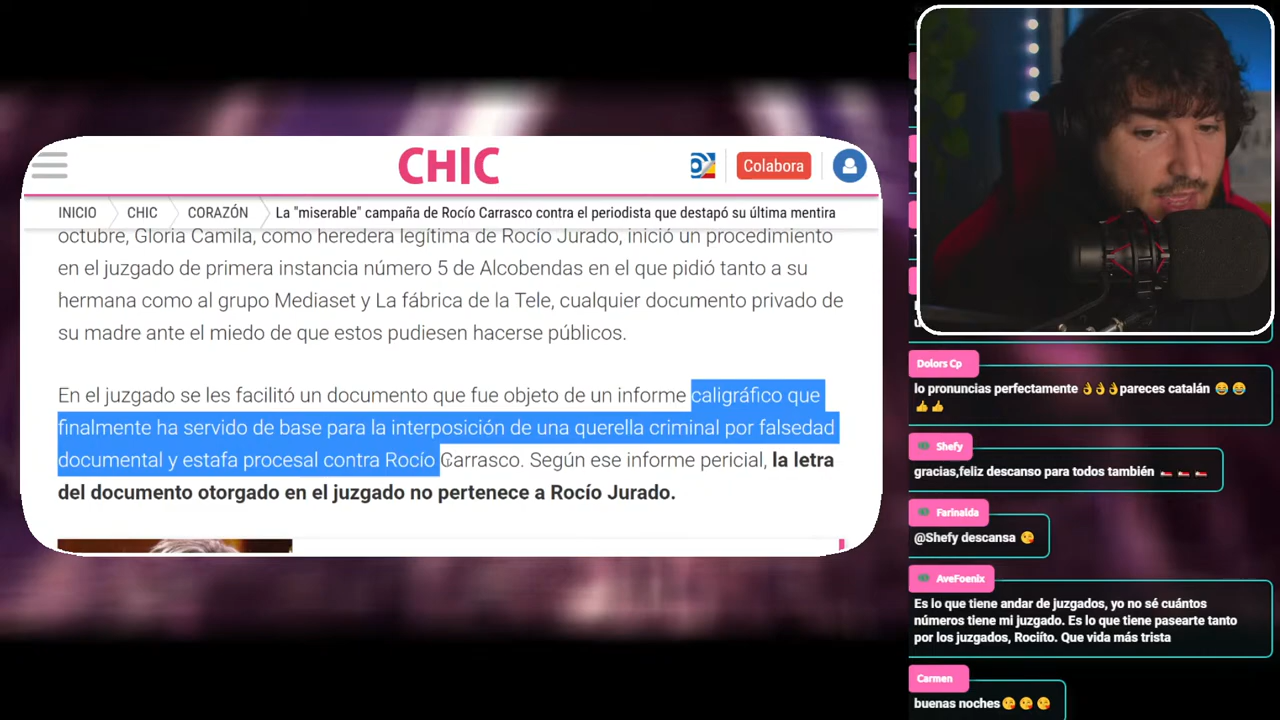 CHIC
Colabora
INICIO CHIC CORAZÓN La "miserable" campaña de Rocío Carrasco contra el periodista que destapó su última mentira
octubre, Gloria Camila, como heredera legítima de Rocío Jurado, inició un procedimiento
en el juzgado de primera instancia número 5 de Alcobendas en el que pidió tanto a su
hermana como al grupo Mediaset y La fábrica de la Tele, cualquier documento privado de
su madre ante el miedo de que estos pudiesen hacerse públicos.
En el juzgado se les facilitó un documento que fue objeto de un informe caligráfico que
finalmente ha servido de base para la interposición de una querella criminal por falsedad
documental y estafa procesal contra Rocío Carrasco. Según ese informe pericial, la letra
del documento otorgado en el juzgado no pertenece a Rocío Jurado.
Dolors Cp
lo pronuncias perfectamente 👌👌👌pareces catalán 😂😂
👍👍
Shefy
gracias,feliz descanso para todos también
Farinalda
@Shefy descansa 😘
AveFoenix
Es lo que tiene andar de juzgados, yo no sé cuántos
números tiene mi juzgado. Es lo que tiene pasearte tanto
por los juzgados, Rociíto. Que vida más trista
Carmen
buenas noches😘😘😘